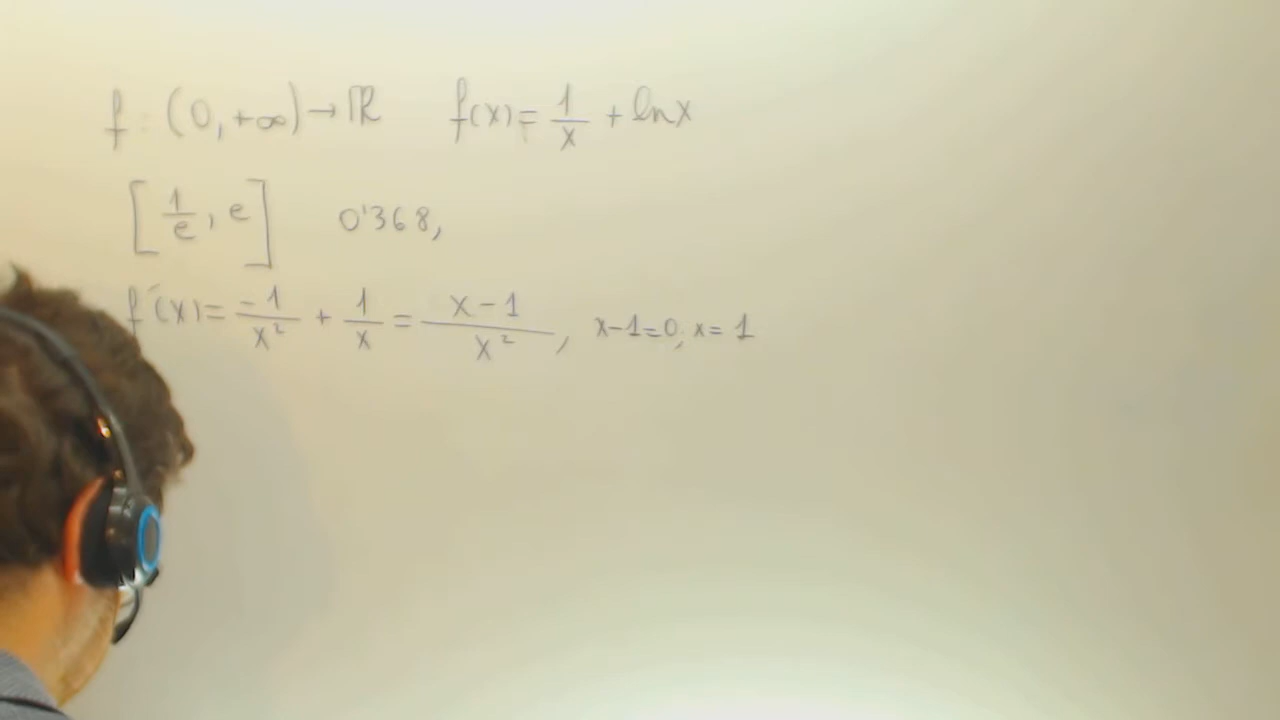 f : (0, +∞) → ℝ f(x) = 1/x + ln x
[1/e, e] 0'368,
f'(x) = -1/x² + 1/x = x-1/x², x-1=0, x=1